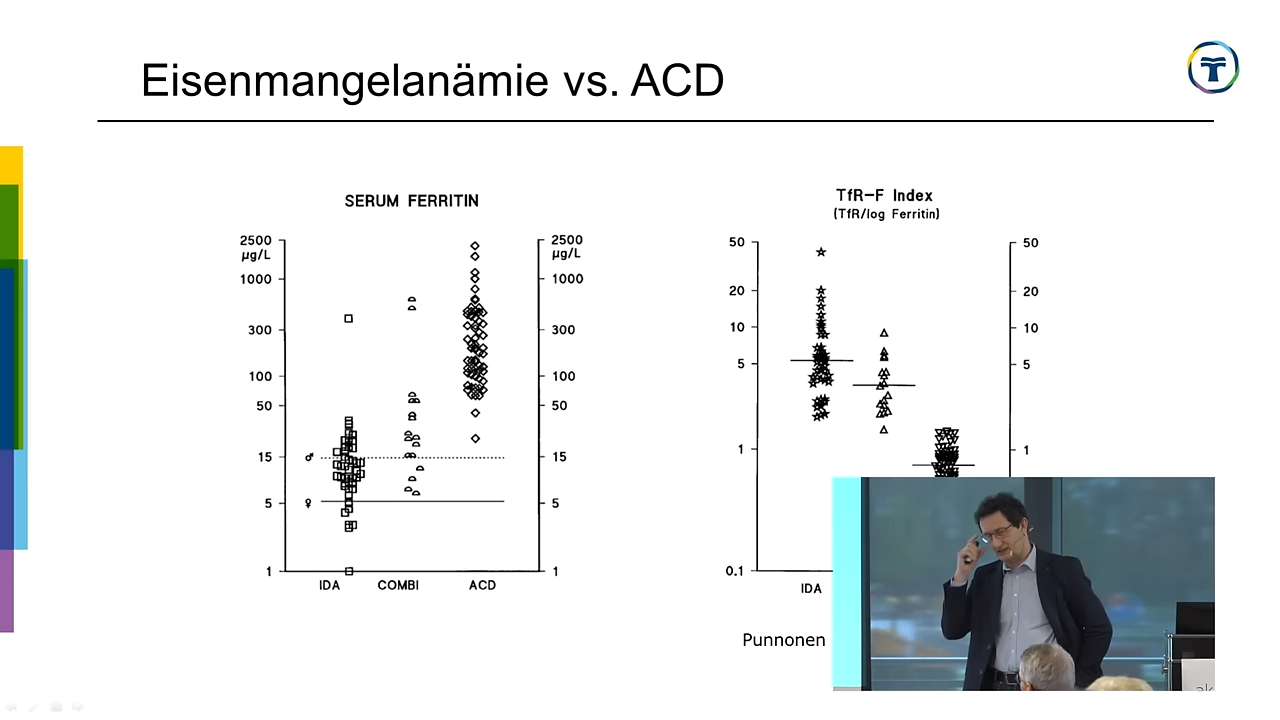 Eisenmangelanämie vs. ACD
SERUM FERRITIN
2500
µg/L
1000
300
100
50
15
5
1
♂
♀
2500
µg/L
1000
300
100
50
15
5
1
IDA COMBI ACD
TfR-F Index
(TfR/log Ferritin)
50
20
10
5
1
0.1
50
20
10
5
1
IDA
Punnonen
ak